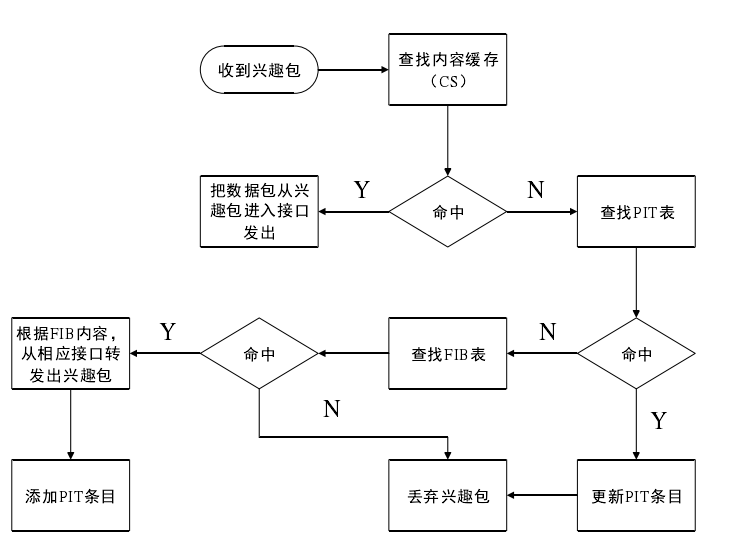 收到兴趣包
查找内容缓存
（CS）
把数据包从兴
趣包进入接口
发出
Y
命中
N
查找PIT表
根据FIB内容，
从相应接口转
发出兴趣包
Y
命中
查找FIB表
N
命中
N
Y
添加PIT条目
丢弃兴趣包
更新PIT条目